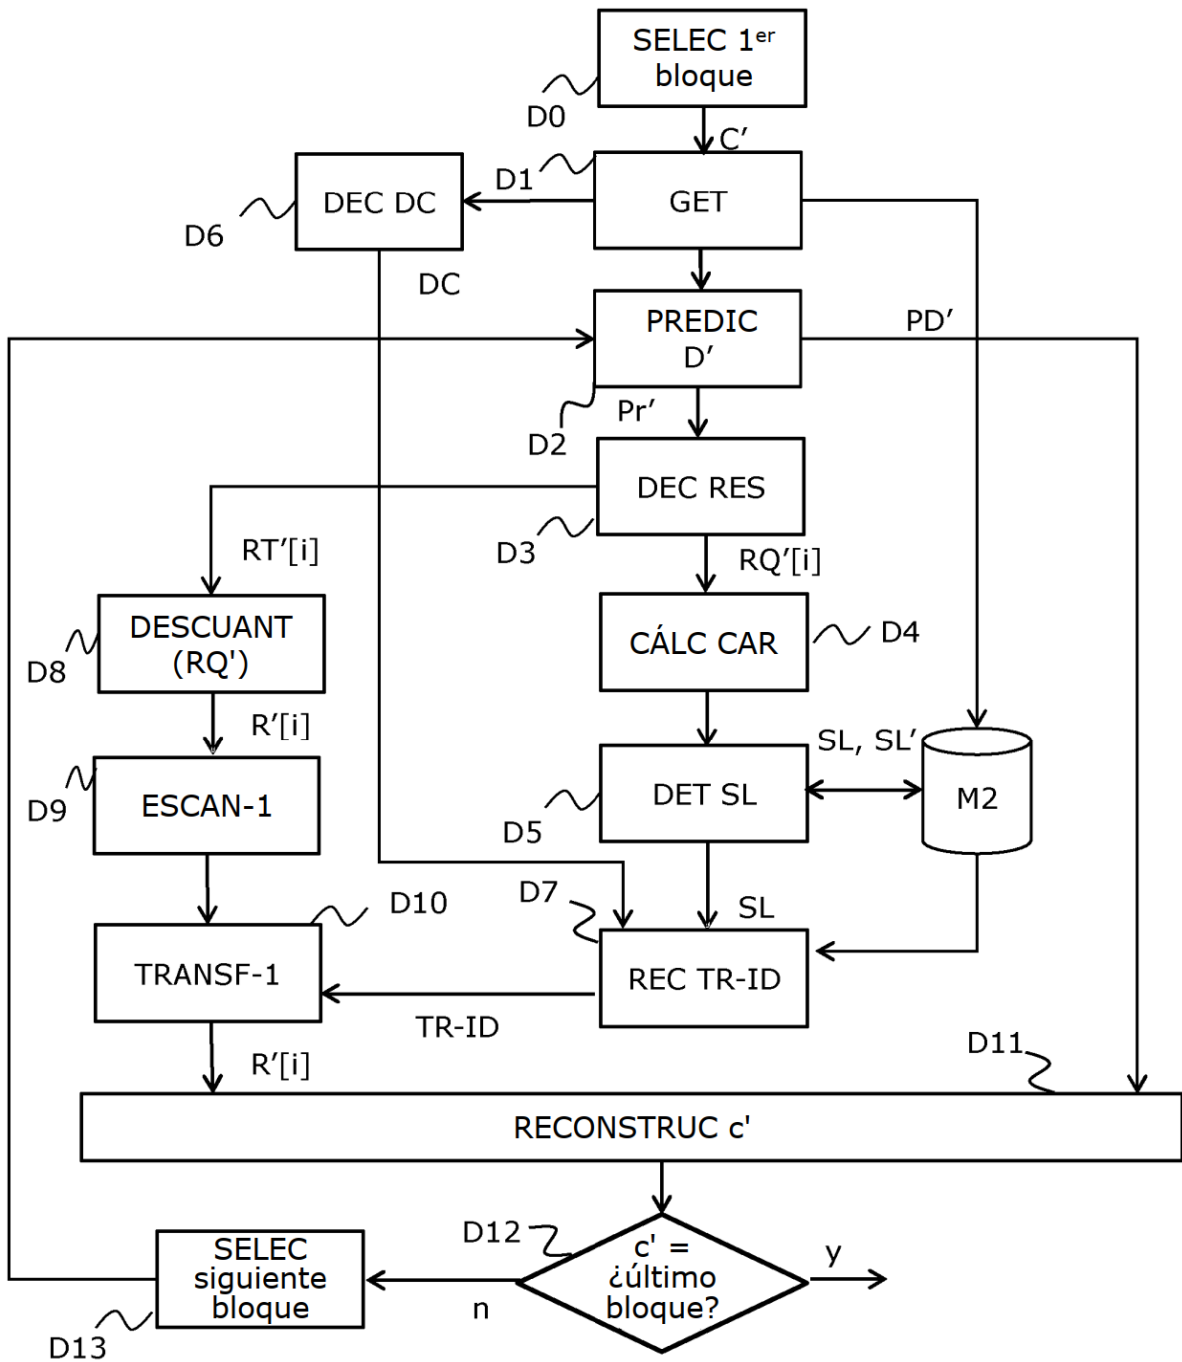 SELEC 1er
bloque
D0
C'
D1
DEC DC
GET
D6
DC
PREDIC
D'
PD'
Pr'
D2
DEC RES
D3
RT'[i]
RQ'[i]
DESCUANT
(RQ')
D8
CÁLC CAR
D4
R'[i]
SL, SL'
ESCAN-1
D9
DET SL
M2
D5
D7
D10
SL
TRANSF-1
REC TR-ID
TR-ID
D11
R'[i]
RECONSTRUC c'
D12
SELEC
siguiente
bloque
c' =
¿último
bloque?
y
n
D13